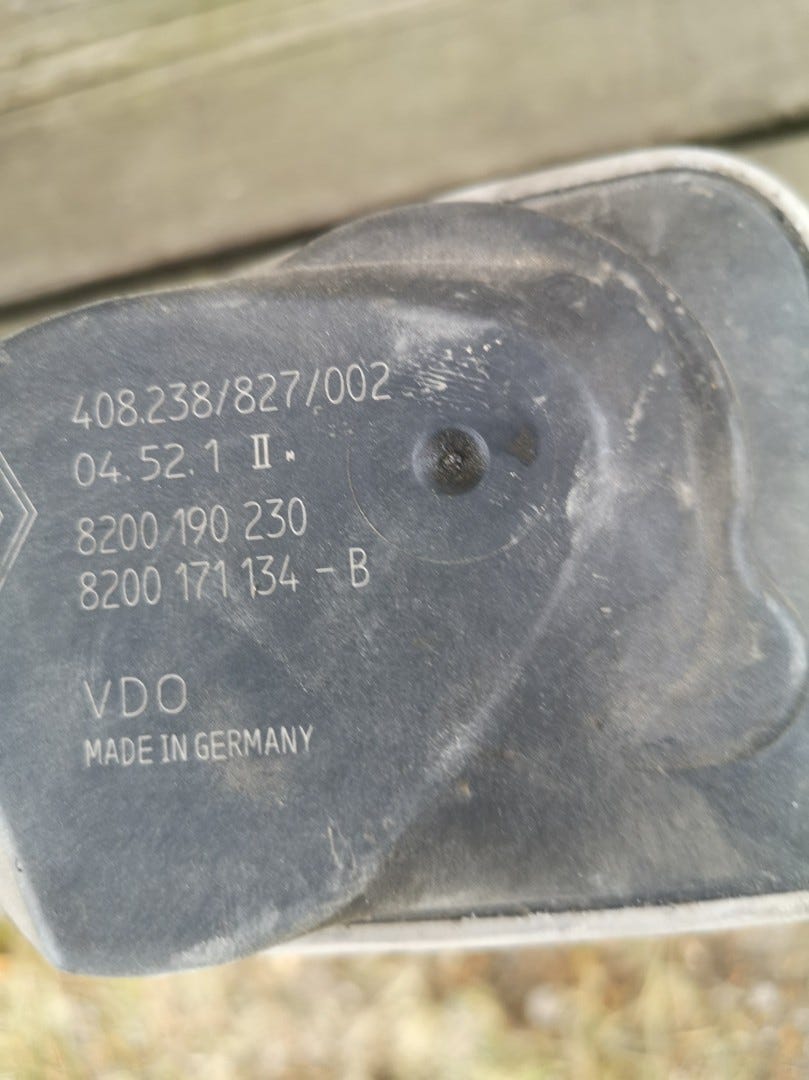 408.238/827/002
04.52.1 II
8200 190 230
8200 171 134 - B
VDO
MADE IN GERMANY